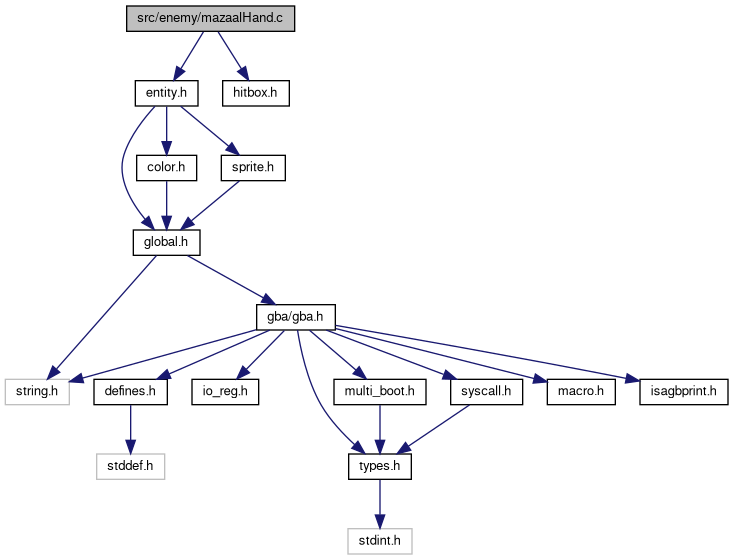 src/enemy/mazaalHand.c
entity.h
hitbox.h
color.h
sprite.h
global.h
gba/gba.h
string.h
defines.h
io_reg.h
multi_boot.h
syscall.h
macro.h
isagbprint.h
stddef.h
types.h
stdint.h